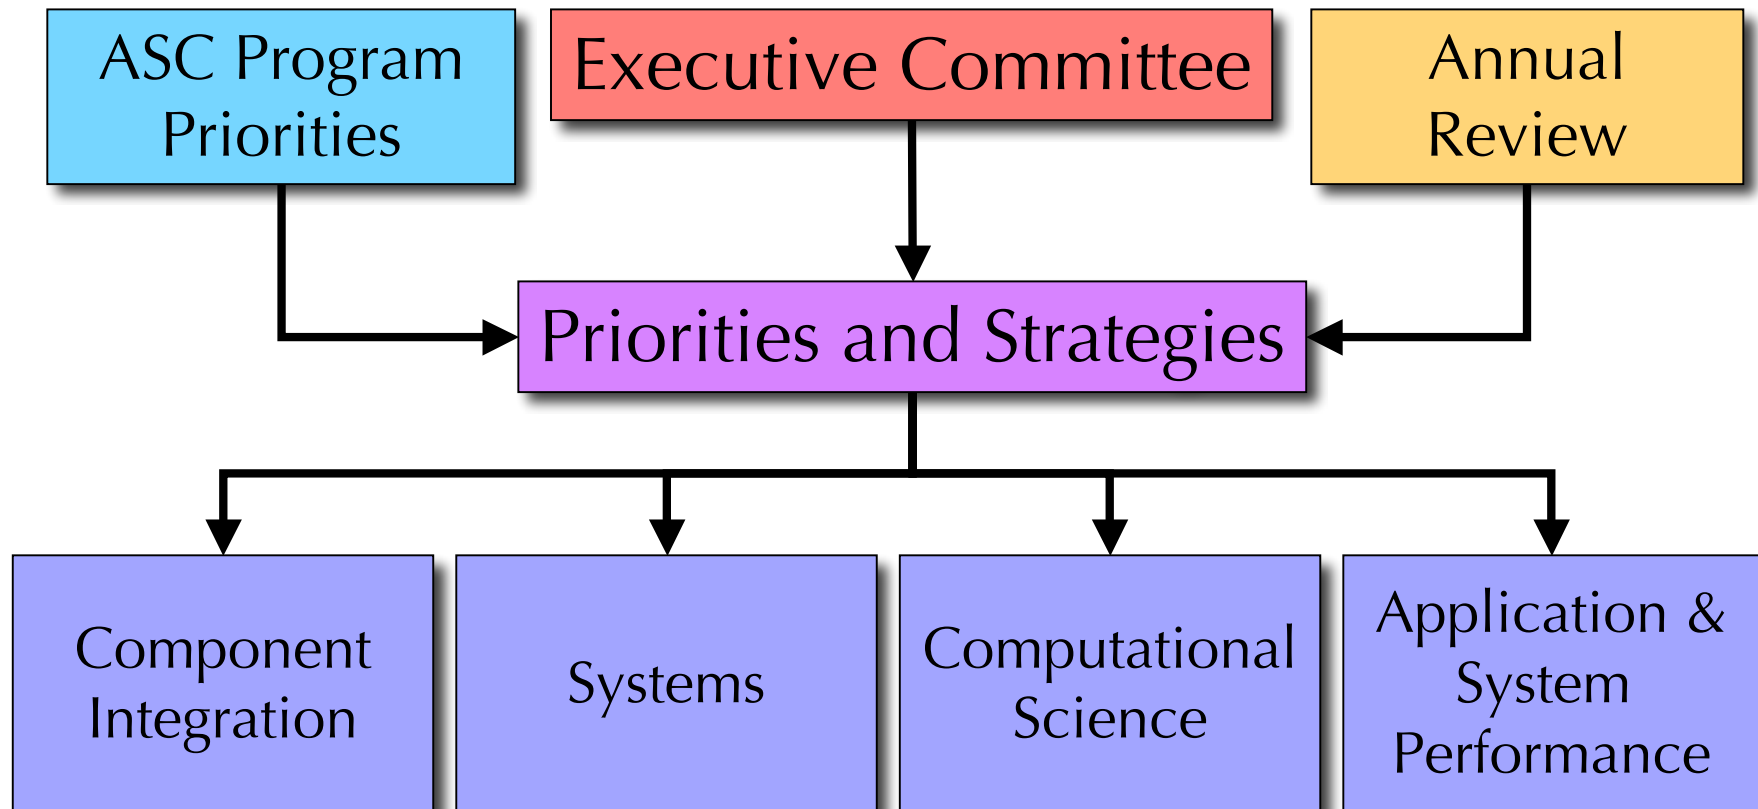 ASC Program
Priorities
Executive Committee
Annual
Review
Priorities and Strategies
Component
Integration
Systems
Computational
Science
Application &
System
Performance